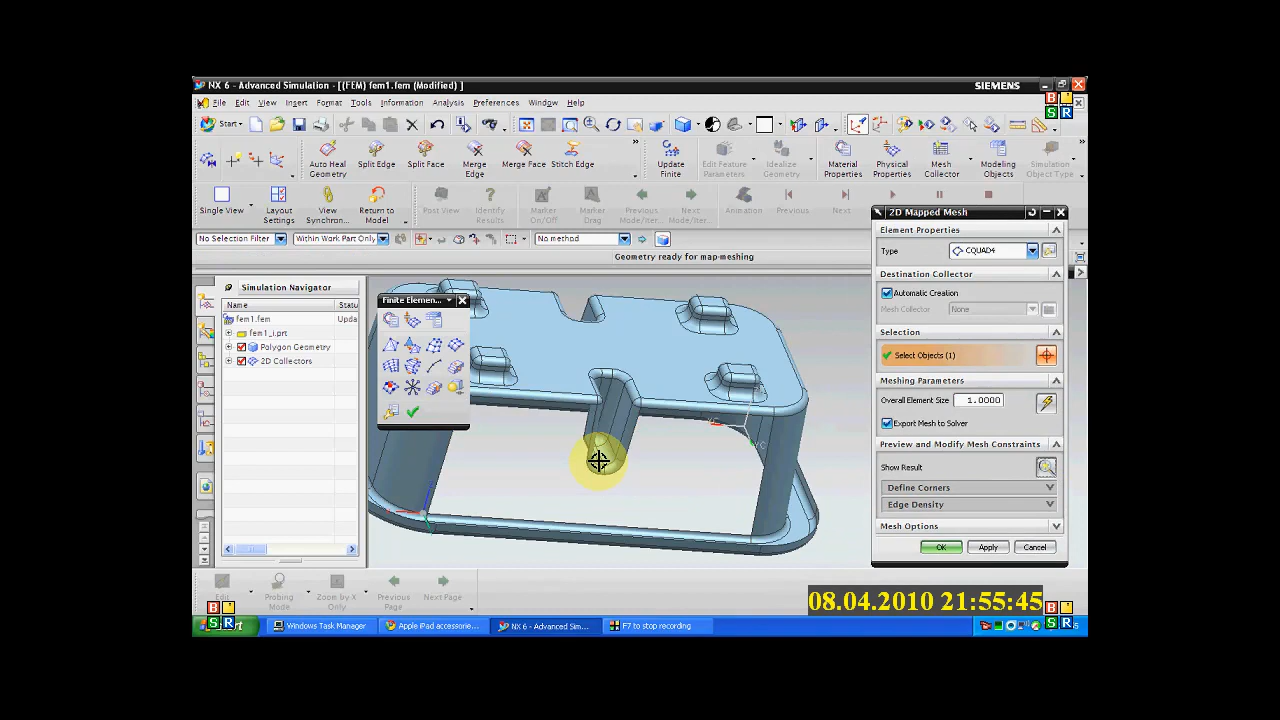 NX 6 - Advanced Simulation - [(FEM) fem1.fem (Modified) ]
SIEMENS
File Edit View Insert Format Tools Information Analysis Preferences Window Help
B
S R
Start
Auto Heal Geometry
Split Edge
Split Face
Merge Edge
Merge Face
Stitch Edge
Update Finite
Edit Feature Parameters
Idealize Geometry
Material Properties
Physical Properties
Mesh Collector
Modeling Objects
Simulation Object Type
Single View
Layout Settings
View Synchron...
Return to Model
Post View
Identify Results
Marker On/Off
Marker Drag
Previous Mode/Iter...
Next Mode/Iter...
Animation
Previous
Next
No Selection Filter
Within Work Part Only
No method
Geometry ready for map-meshing
Simulation Navigator
Name
Statu
fem1.fem
Upda
fem1_i.prt
Polygon Geometry
2D Collectors
Finite Elemen...
2D Mapped Mesh
Element Properties
Type
CQUAD4
Destination Collector
Automatic Creation
Mesh Collector
None
Selection
Select Objects (1)
Meshing Parameters
Overall Element Size
1.0000
Export Mesh to Solver
Preview and Modify Mesh Constraints
Show Result
Define Corners
Edge Density
Mesh Options
OK
Apply
Cancel
Edit
Probing Mode
Zoom by X Only
Previous Page
Next Page
08.04.2010 21:55:45
B
S R
B
S R
Windows Task Manager
Apple iPad accessorie...
NX 6 - Advanced Sim...
F7 to stop recording